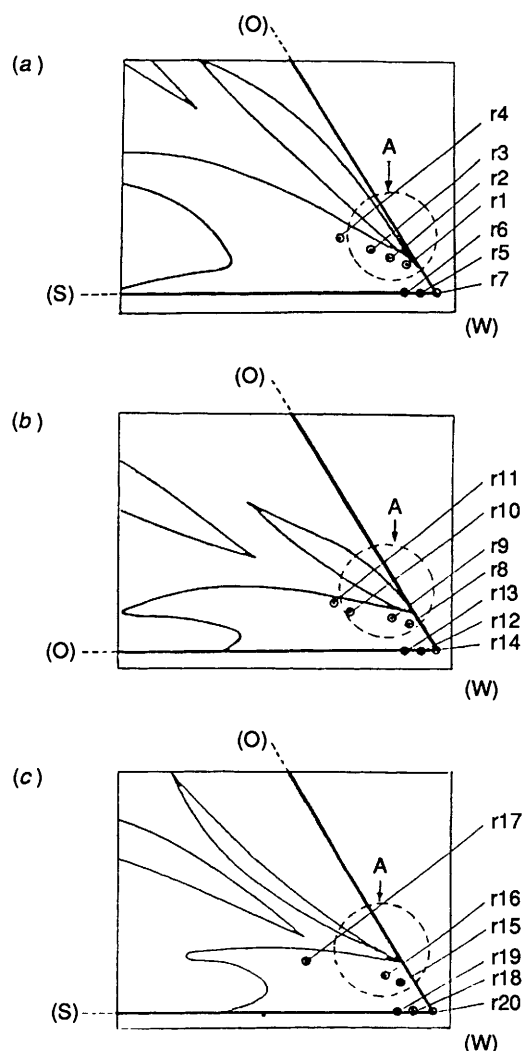 (O)
(a)
r4
r3
A
r2
r1
r6
r5
(S)
r7
(W)
(O)
(b)
r11
A
r10
r9
r8
r13
r12
(O)
r14
(W)
(O)
(c)
r17
A
r16
r15
r19
r18
(S)
r20
(W)